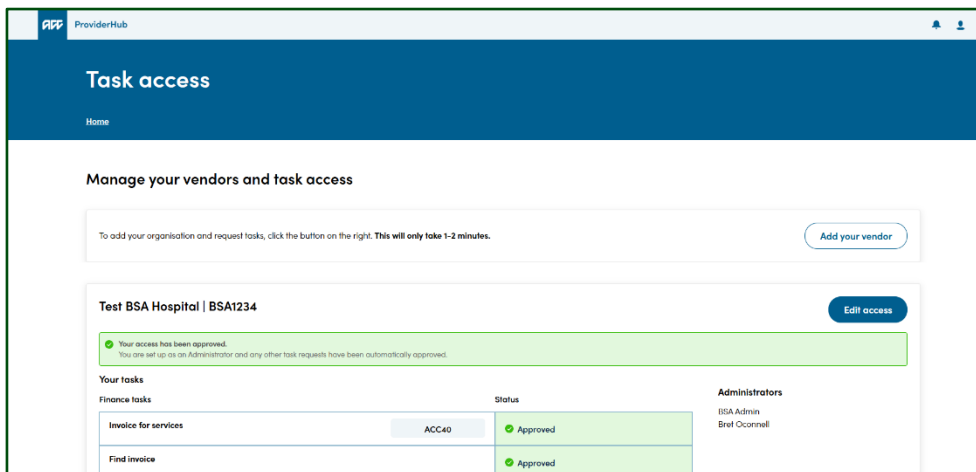 ACC ProviderHub
Task access
Home
Manage your vendors and task access
To add your organisation and request tasks, click the button on the right. This will only take 1-2 minutes.
Add your vendor
Test BSA Hospital | BSA1234
Edit access
Your access has been approved.
You are set up as an Administrator and any other task requests have been automatically approved.
Your tasks
Administrators
Finance tasks
Status
BSA Admin
Bret Oconnell
Invoice for services
ACC40
Approved
Find invoice
Approved